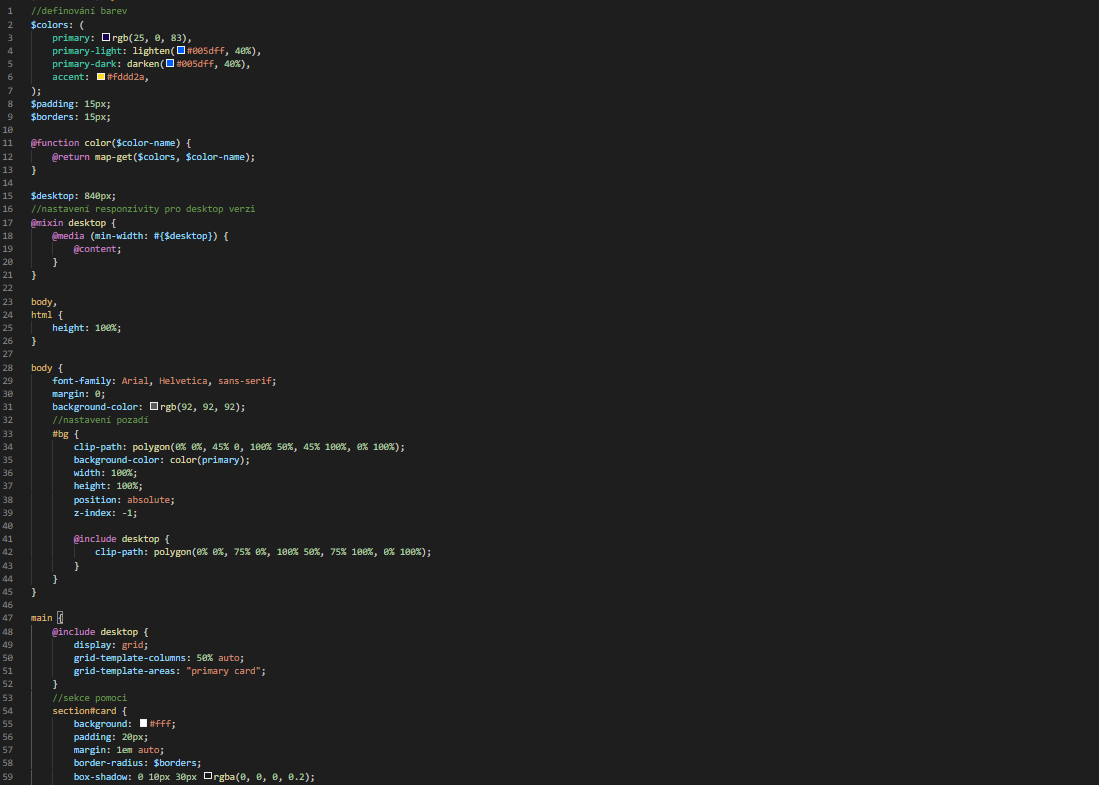 1 //definování barev
2 $colors: (
3 primary: rgb(25, 0, 83),
4 primary-light: lighten(#005dff, 40%),
5 primary-dark: darken(#005dff, 40%),
6 accent: #fddd2a,
7 );
8 $padding: 15px;
9 $borders: 15px;
10
11 @function color($color-name) {
12 @return map-get($colors, $color-name);
13 }
14
15 $desktop: 840px;
16 //nastavení responzivity pro desktop verzi
17 @mixin desktop {
18 @media (min-width: #{$desktop}) {
19 @content;
20 }
21 }
22
23 body,
24 html {
25 height: 100%;
26 }
27
28 body {
29 font-family: Arial, Helvetica, sans-serif;
30 margin: 0;
31 background-color: rgb(92, 92, 92);
32 //nastavení pozadí
33 #bg {
34 clip-path: polygon(0% 0%, 45% 0, 100% 50%, 45% 100%, 0% 100%);
35 background-color: color(primary);
36 width: 100%;
37 height: 100%;
38 position: absolute;
39 z-index: -1;
40
41 @include desktop {
42 clip-path: polygon(0% 0%, 75% 0%, 100% 50%, 75% 100%, 0% 100%);
43 }
44 }
45 }
46
47 main {
48 @include desktop {
49 display: grid;
50 grid-template-columns: 50% auto;
51 grid-template-areas: "primary card";
52 }
53 //sekce pomoci
54 section#card {
55 background: #fff;
56 padding: 20px;
57 margin: 1em auto;
58 border-radius: $borders;
59 box-shadow: 0 10px 30px rgba(0, 0, 0, 0.2);